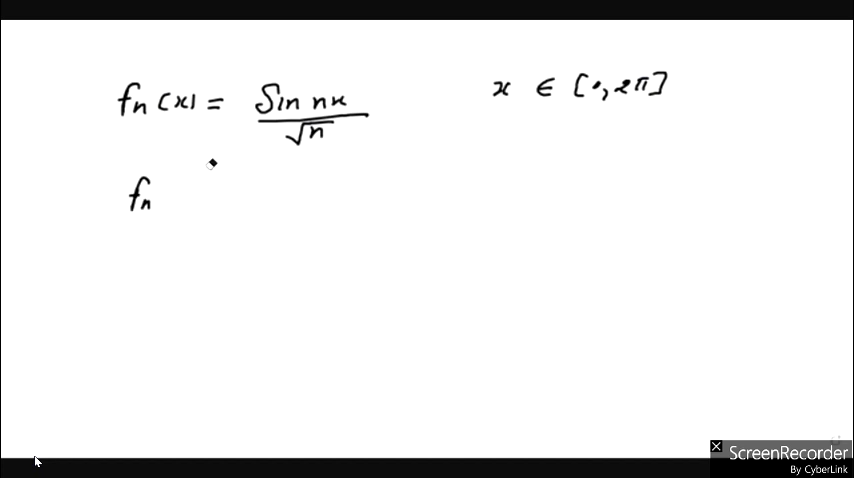 fn (x) = Sin nx / √n x ∈ [0, 2π]
fn
ScreenRecorder
By CyberLink